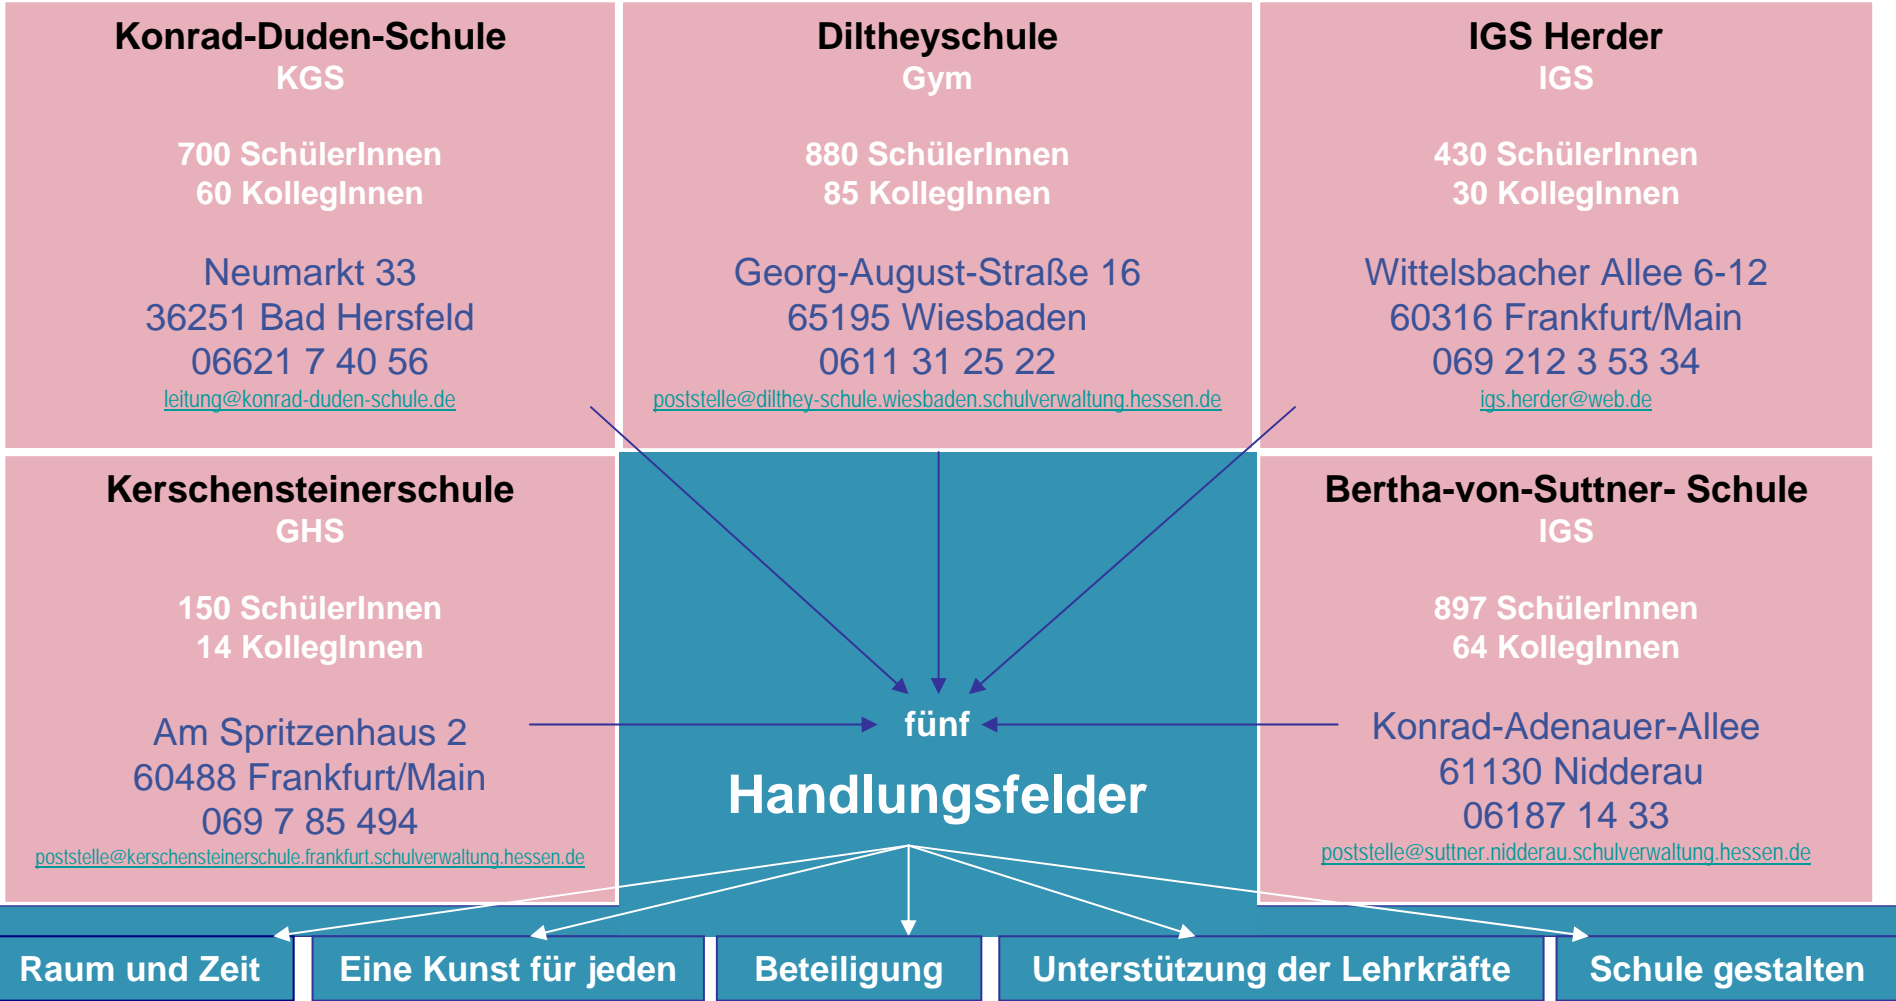 Konrad-Duden-Schule
KGS
700 SchülerInnen
60 KollegInnen
Neumarkt 33
36251 Bad Hersfeld
06621 7 40 56
leitung@konrad-duden-schule.de
Diltheyschule
Gym
880 SchülerInnen
85 KollegInnen
Georg-August-Straße 16
65195 Wiesbaden
0611 31 25 22
poststelle@dilthey-schule.wiesbaden.schulverwaltung.hessen.de
IGS Herder
IGS
430 SchülerInnen
30 KollegInnen
Wittelsbacher Allee 6-12
60316 Frankfurt/Main
069 212 3 53 34
igs.herder@web.de
Kerschensteinerschule
GHS
150 SchülerInnen
14 KollegInnen
Am Spritzenhaus 2
60488 Frankfurt/Main
069 7 85 494
poststelle@kerschensteinerschule.frankfurt.schulverwaltung.hessen.de
fünf
Handlungsfelder
Bertha-von-Suttner- Schule
IGS
897 SchülerInnen
64 KollegInnen
Konrad-Adenauer-Allee
61130 Nidderau
06187 14 33
poststelle@suttner.nidderau.schulverwaltung.hessen.de
Raum und Zeit
Eine Kunst für jeden
Beteiligung
Unterstützung der Lehrkräfte
Schule gestalten